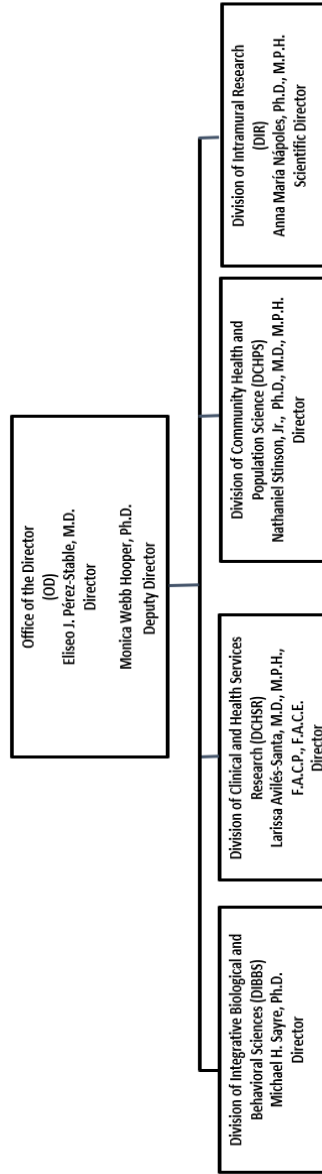 Office of the Director
(OD)
Eliseo J. Pérez-Stable, M.D.
Director
Monica Webb Hooper, Ph.D.
Deputy Director
Division of Integrative Biological and
Behavioral Sciences (DIBBS)
Michael H. Sayre, Ph.D.
Director
Division of Clinical and Health Services
Research (DCHSR)
Larissa Avilés-Santa, M.D., M.P.H.,
F.A.C.P., F.A.C.E.
Director
Division of Community Health and
Population Science (DCHPS)
Nathaniel Stinson, Jr., Ph.D., M.D., M.P.H.
Director
Division of Intramural Research
(DIR)
Anna María Nápoles, Ph.D., M.P.H.
Scientific Director